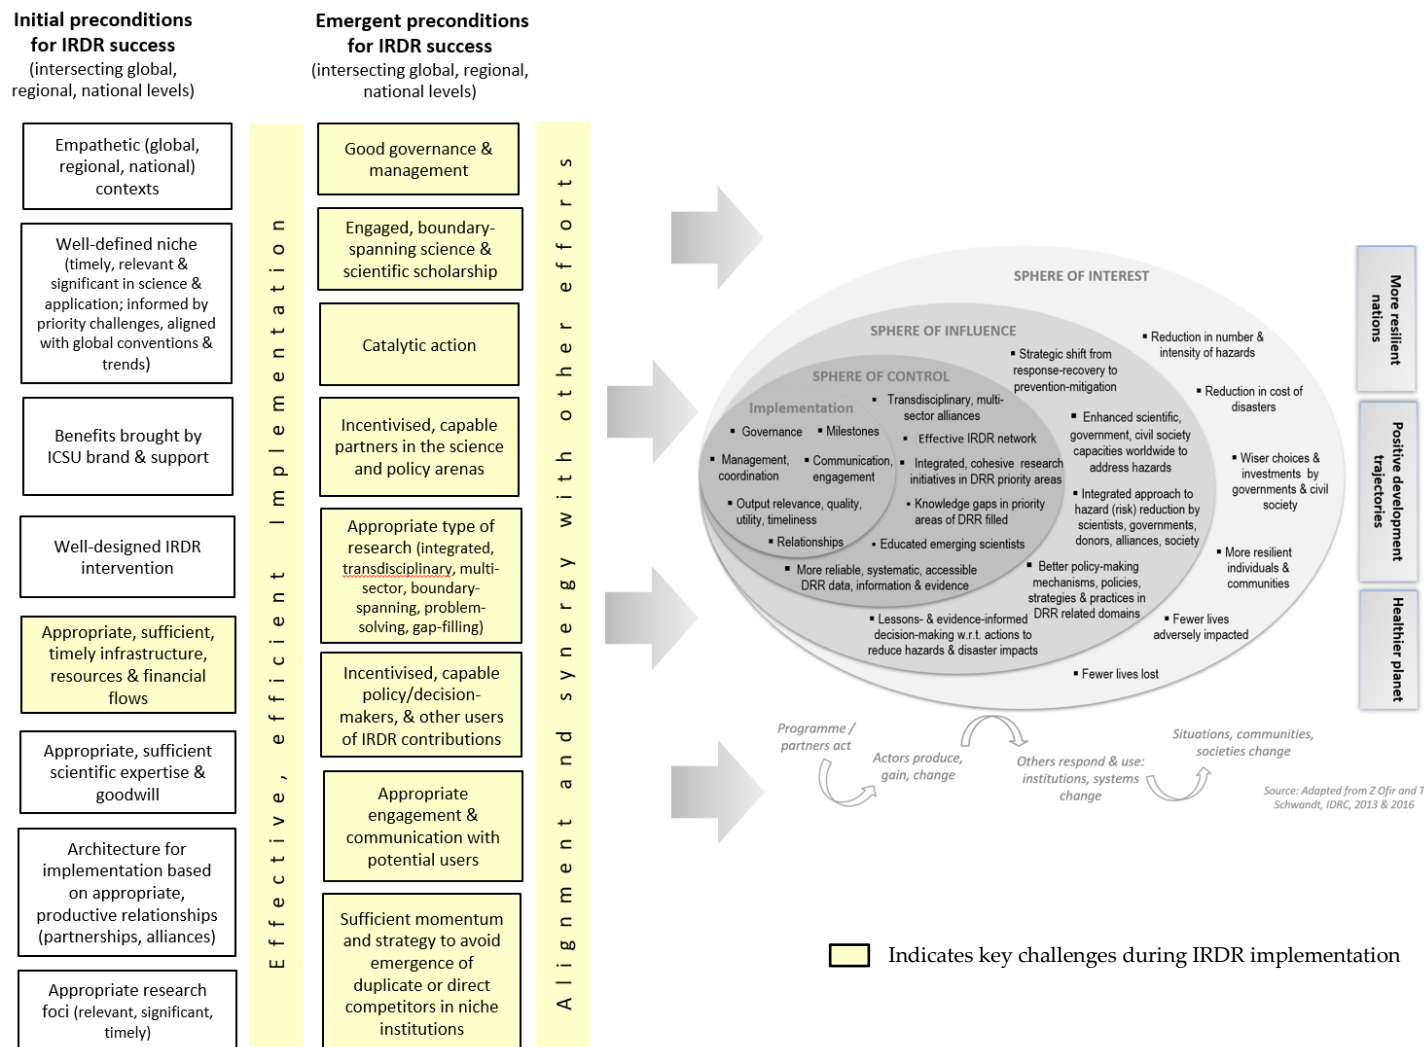 Initial preconditions
for IRDR success
(intersecting global,
regional, national levels)
Empathetic (global,
regional, national)
contexts
Well-defined niche
(timely, relevant &
significant in science &
application; informed by
priority challenges, aligned
with global conventions &
trends)
Benefits brought by
ICSU brand & support
Well-designed IRDR
intervention
Appropriate, sufficient,
timely infrastructure,
resources & financial
flows
Appropriate, sufficient
scientific expertise &
goodwill
Architecture for
implementation based
on appropriate,
productive relationships
(partnerships, alliances)
Appropriate research
foci (relevant, significant,
timely)
Effective, efficient Implementation
Emergent preconditions
for IRDR success
(intersecting global, regional,
national levels)
Good governance &
management
Engaged, boundary-
spanning science &
scientific scholarship
Catalytic action
Incentivised, capable
partners in the science
and policy arenas
Appropriate type of
research (integrated,
transdisciplinary, multi-
sector, boundary-
spanning, problem-
solving, gap-filling)
Incentivised, capable
policy/decision-
makers, & other users
of IRDR contributions
Appropriate
engagement &
communication with
potential users
Sufficient momentum
and strategy to avoid
emergence of
duplicate or direct
competitors in niche
institutions
Alignment and synergy with other efforts
SPHERE OF INTEREST
SPHERE OF INFLUENCE
SPHERE OF CONTROL
Implementation
▪ Governance
▪ Milestones
▪ Management,
coordination
▪ Communication,
engagement
▪ Output relevance, quality,
utility, timeliness
▪ Relationships
▪ Transdisciplinary, multi-
sector alliances
▪ Effective IRDR network
▪ Integrated, cohesive research
initiatives in DRR priority areas
▪ Knowledge gaps in priority
areas of DRR filled
▪ Educated emerging scientists
▪ More reliable, systematic, accessible
DRR data, information & evidence
▪ Strategic shift from
response-recovery to
prevention-mitigation
▪ Enhanced scientific,
government, civil society
capacities worldwide to
address hazards
▪ Integrated approach to
hazard (risk) reduction by
scientists, governments,
donors, alliances, society
▪ Better policy-making
mechanisms, policies,
strategies & practices in
DRR related domains
▪ Lessons- & evidence-informed
decision-making w.r.t. actions to
reduce hazards & disaster impacts
▪ Reduction in number &
intensity of hazards
▪ Reduction in cost of
disasters
▪ Wiser choices &
investments by
governments & civil
society
▪ More resilient
individuals &
communities
▪ Fewer lives
adversely impacted
▪ Fewer lives lost
More resilient
nations
Positive development
trajectories
Healthier planet
Programme /
partners act
Actors produce,
gain, change
Others respond & use:
institutions, systems
change
Situations, communities,
societies change
Source: Adapted from Z Ofir and T
Schwandt, IDRC, 2013 & 2016
Indicates key challenges during IRDR implementation